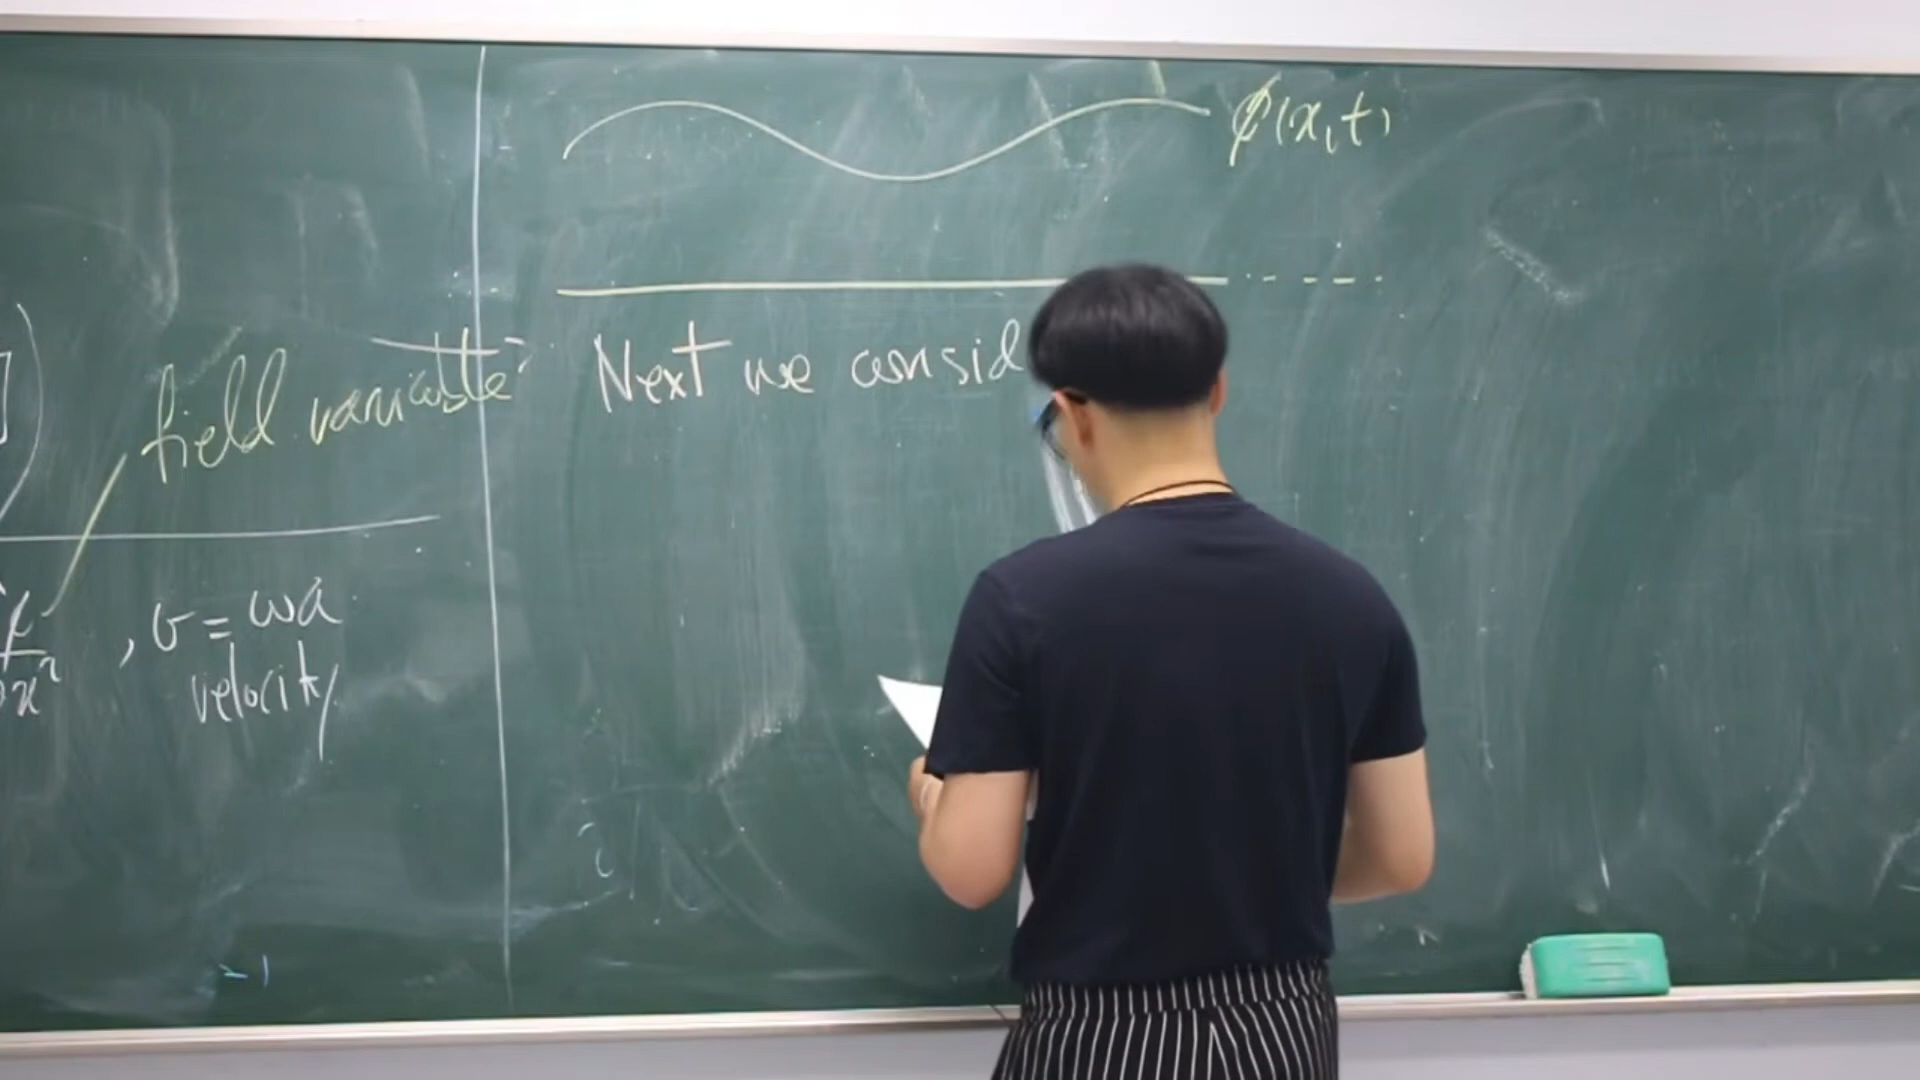 field variable
, v = ωa
velocity
φ(x,t)
Next we consid